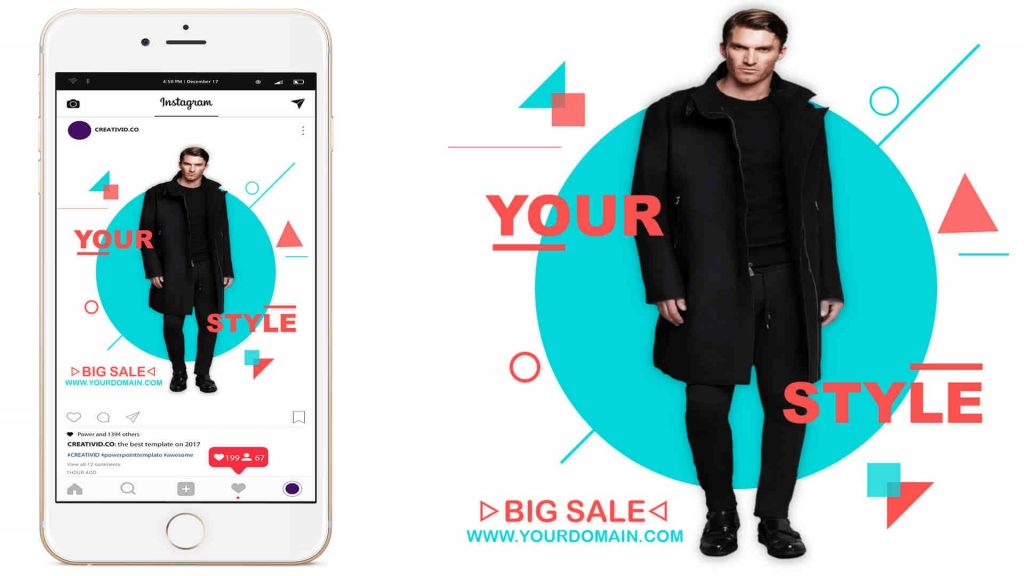 4:50 PM | December 17
Instagram
CREATIVID.CO
YOUR
STYLE
BIG SALE
WWW.YOURDOMAIN.COM
Power and 1394 others
CREATIVID.CO: the best template on 2017
#CREATIVID #powerpointtemplate #awesome
View all 12 comments
1HOUR AGO
199 67
YOUR
STYLE
BIG SALE
WWW.YOURDOMAIN.COM